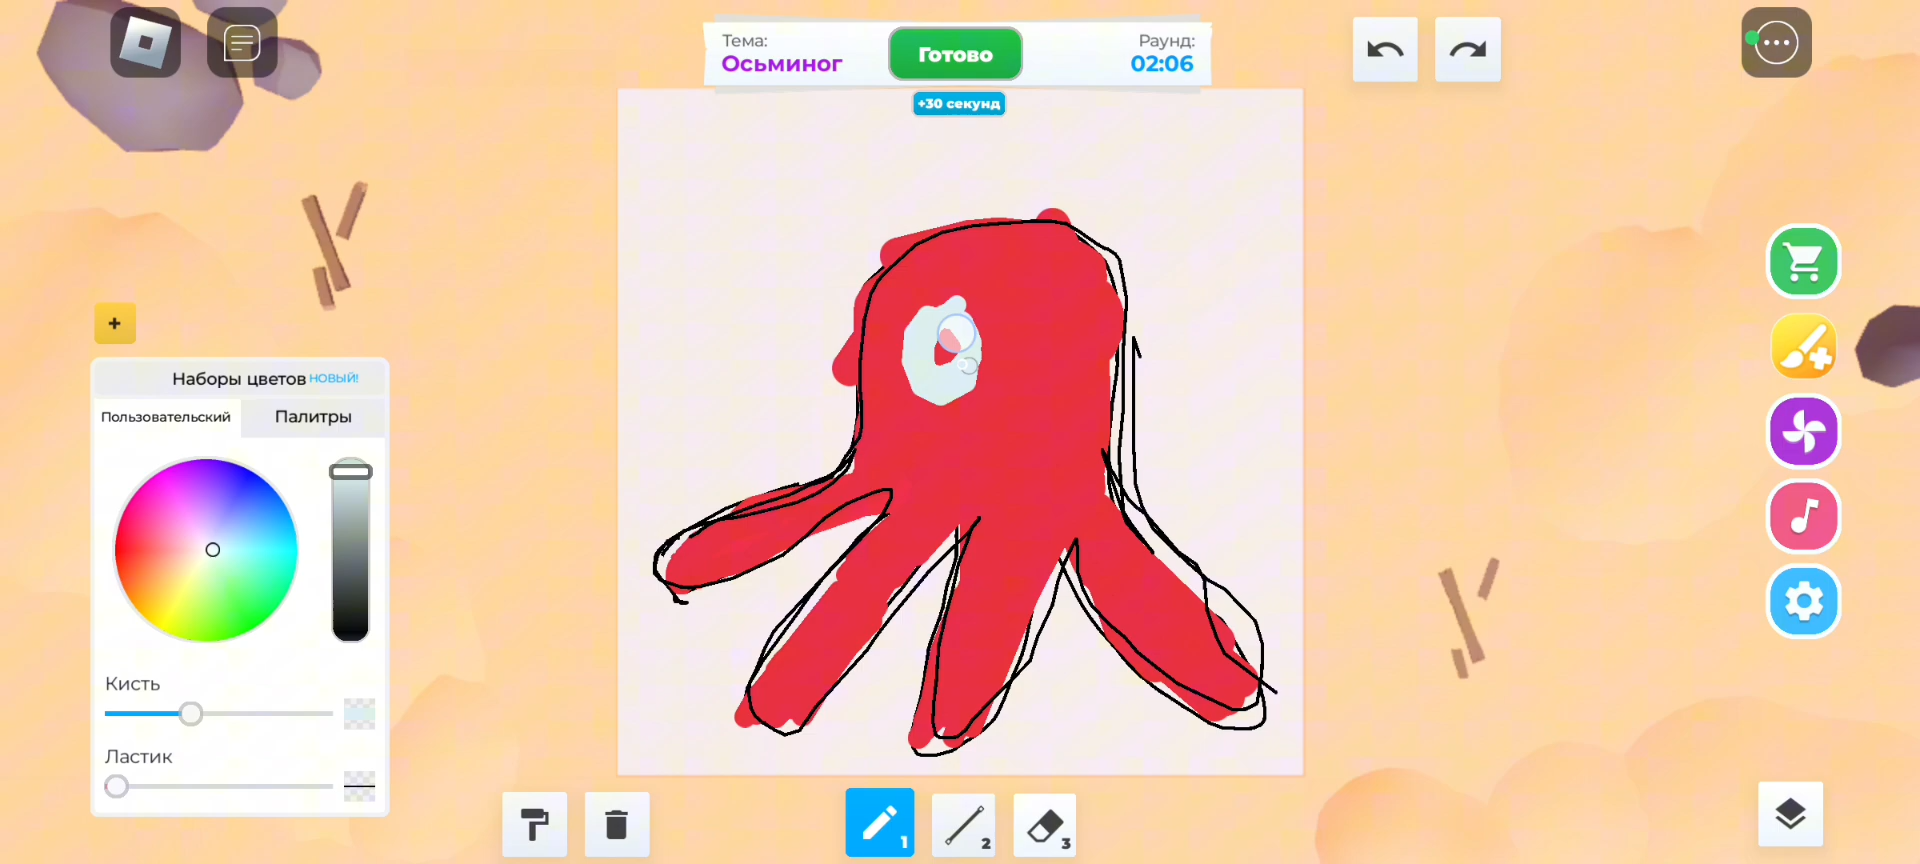 Тема:
Осьминог
Готово
Раунд:
02:06
+30 секунд
+
Наборы цветов НОВЫЙ!
Пользовательский
Палитры
Кисть
Ластик
1
2
3